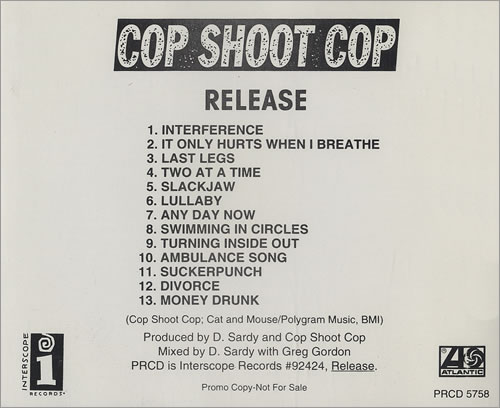 COP SHOOT COP
RELEASE
1. INTERFERENCE
2. IT ONLY HURTS WHEN I BREATHE
3. LAST LEGS
4. TWO AT A TIME
5. SLACKJAW
6. LULLABY
7. ANY DAY NOW
8. SWIMMING IN CIRCLES
9. TURNING INSIDE OUT
10. AMBULANCE SONG
11. SUCKERPUNCH
12. DIVORCE
13. MONEY DRUNK
(Cop Shoot Cop; Cat and Mouse/Polygram Music, BMI)
Produced by D. Sardy and Cop Shoot Cop
Mixed by D. Sardy with Greg Gordon
PRCD is Interscope Records #92424, Release.
Promo Copy-Not For Sale
INTERSCOPE
i
RECORDS
ATLANTIC
PRCD 5758